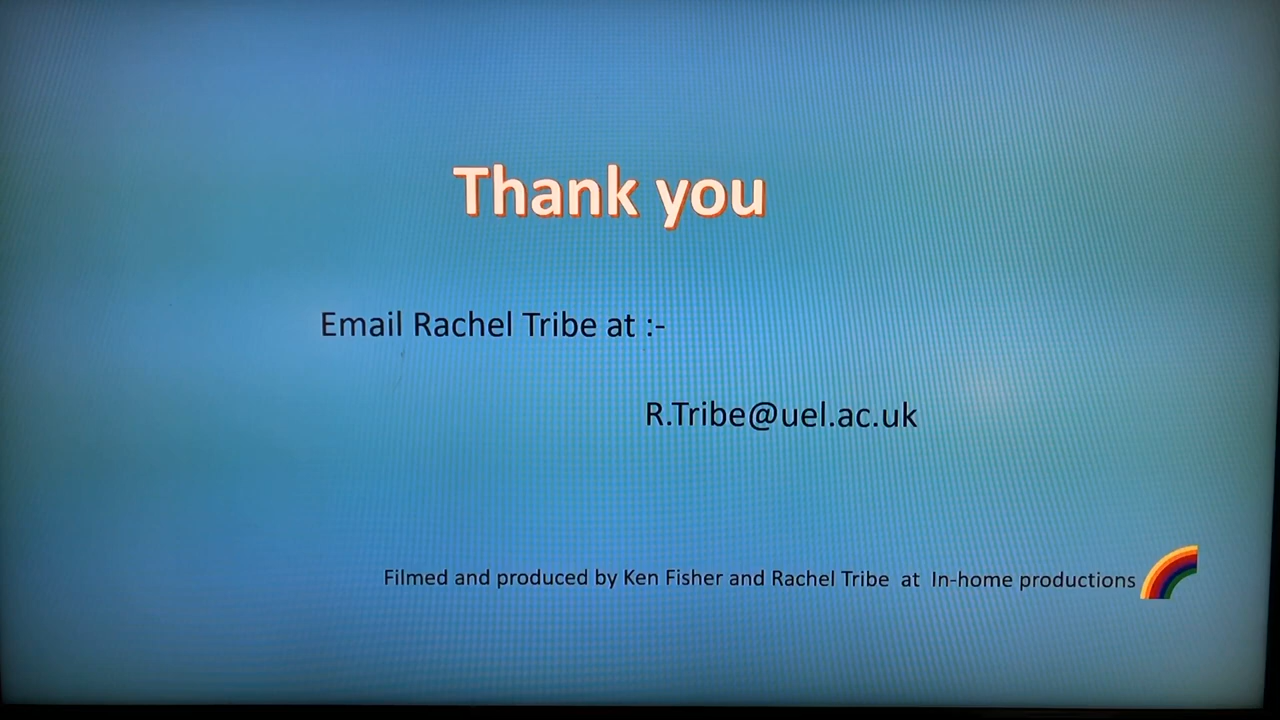 Thank you
Email Rachel Tribe at :-
R.Tribe@uel.ac.uk
Filmed and produced by Ken Fisher and Rachel Tribe at In-home productions